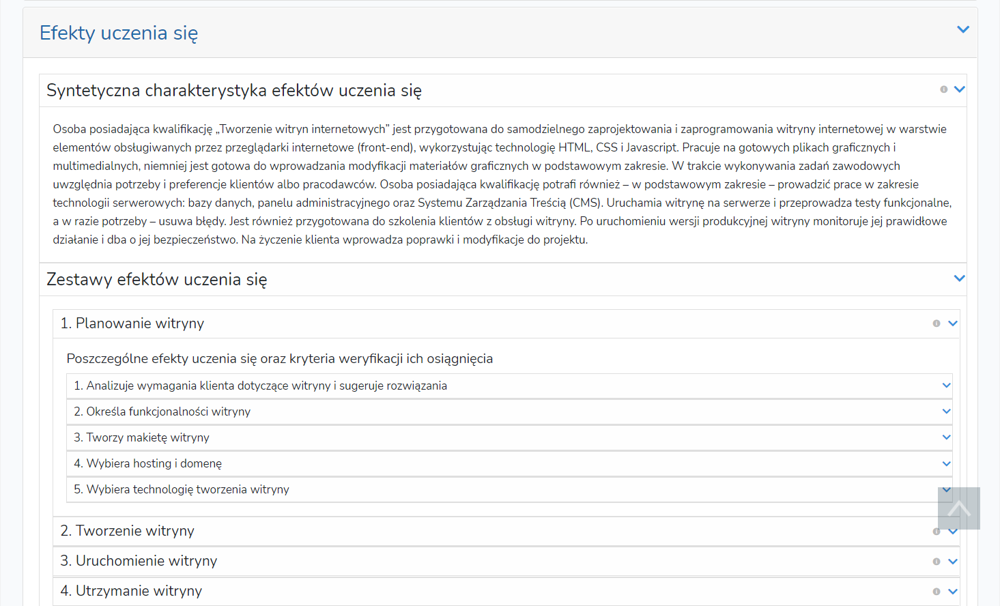 Efekty uczenia się
Syntetyczna charakterystyka efektów uczenia się
Osoba posiadająca kwalifikację „Tworzenie witryn internetowych” jest przygotowana do samodzielnego zaprojektowania i zaprogramowania witryny internetowej w warstwie
elementów obsługiwanych przez przeglądarki internetowe (front-end), wykorzystując technologię HTML, CSS i Javascript. Pracuje na gotowych plikach graficznych i
multimedialnych, niemniej jest gotowa do wprowadzania modyfikacji materiałów graficznych w podstawowym zakresie. W trakcie wykonywania zadań zawodowych
uwzględnia potrzeby i preferencje klientów albo pracodawców. Osoba posiadająca kwalifikację potrafi również – w podstawowym zakresie – prowadzić prace w zakresie
technologii serwerowych: bazy danych, panelu administracyjnego oraz Systemu Zarządzania Treścią (CMS). Uruchamia witrynę na serwerze i przeprowadza testy funkcjonalne,
a w razie potrzeby – usuwa błędy. Jest również przygotowana do szkolenia klientów z obsługi witryny. Po uruchomieniu wersji produkcyjnej witryny monitoruje jej prawidłowe
działanie i dba o jej bezpieczeństwo. Na życzenie klienta wprowadza poprawki i modyfikacje do projektu.
Zestawy efektów uczenia się
1. Planowanie witryny
Poszczególne efekty uczenia się oraz kryteria weryfikacji ich osiągnięcia
1. Analizuje wymagania klienta dotyczące witryny i sugeruje rozwiązania
2. Określa funkcjonalności witryny
3. Tworzy makietę witryny
4. Wybiera hosting i domenę
5. Wybiera technologię tworzenia witryny
2. Tworzenie witryny
3. Uruchomienie witryny
4. Utrzymanie witryny